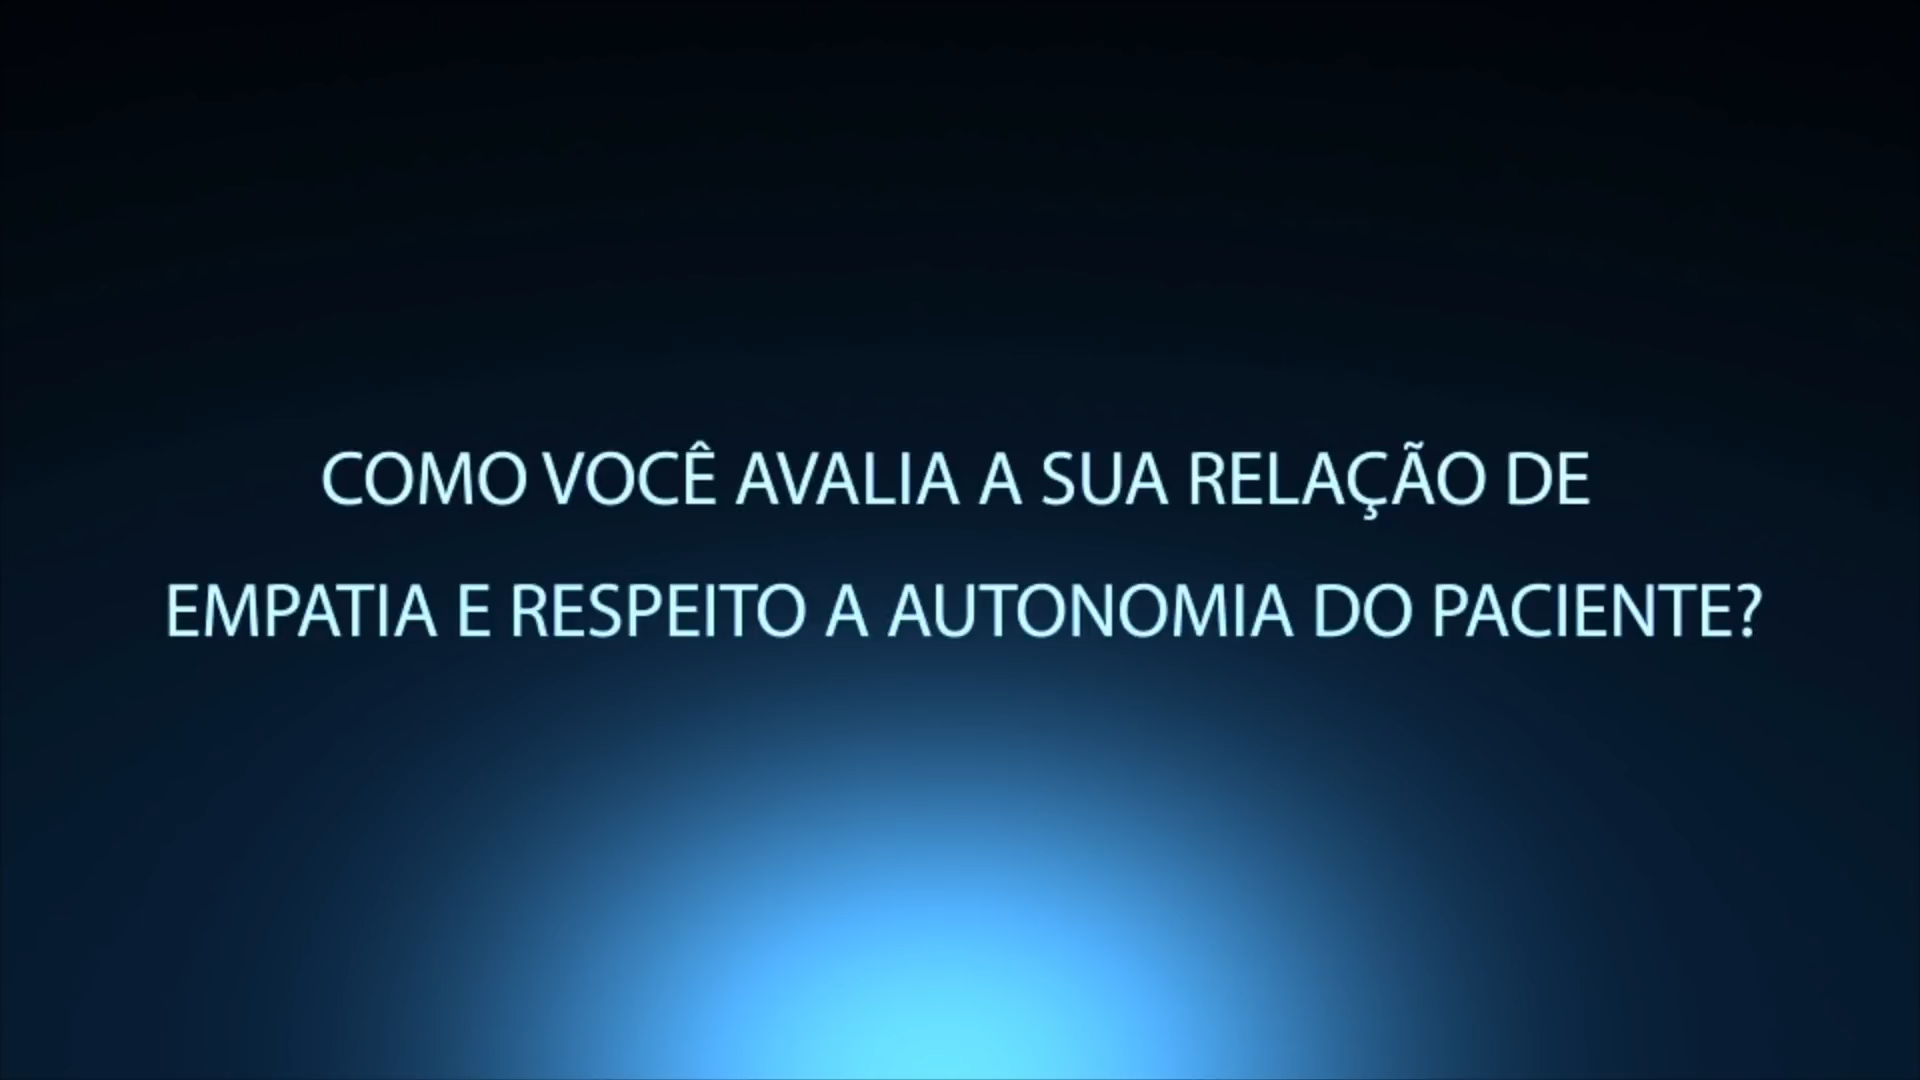 COMO VOCÊ AVALIA A SUA RELAÇÃO DE
EMPATIA E RESPEITO A AUTONOMIA DO PACIENTE?